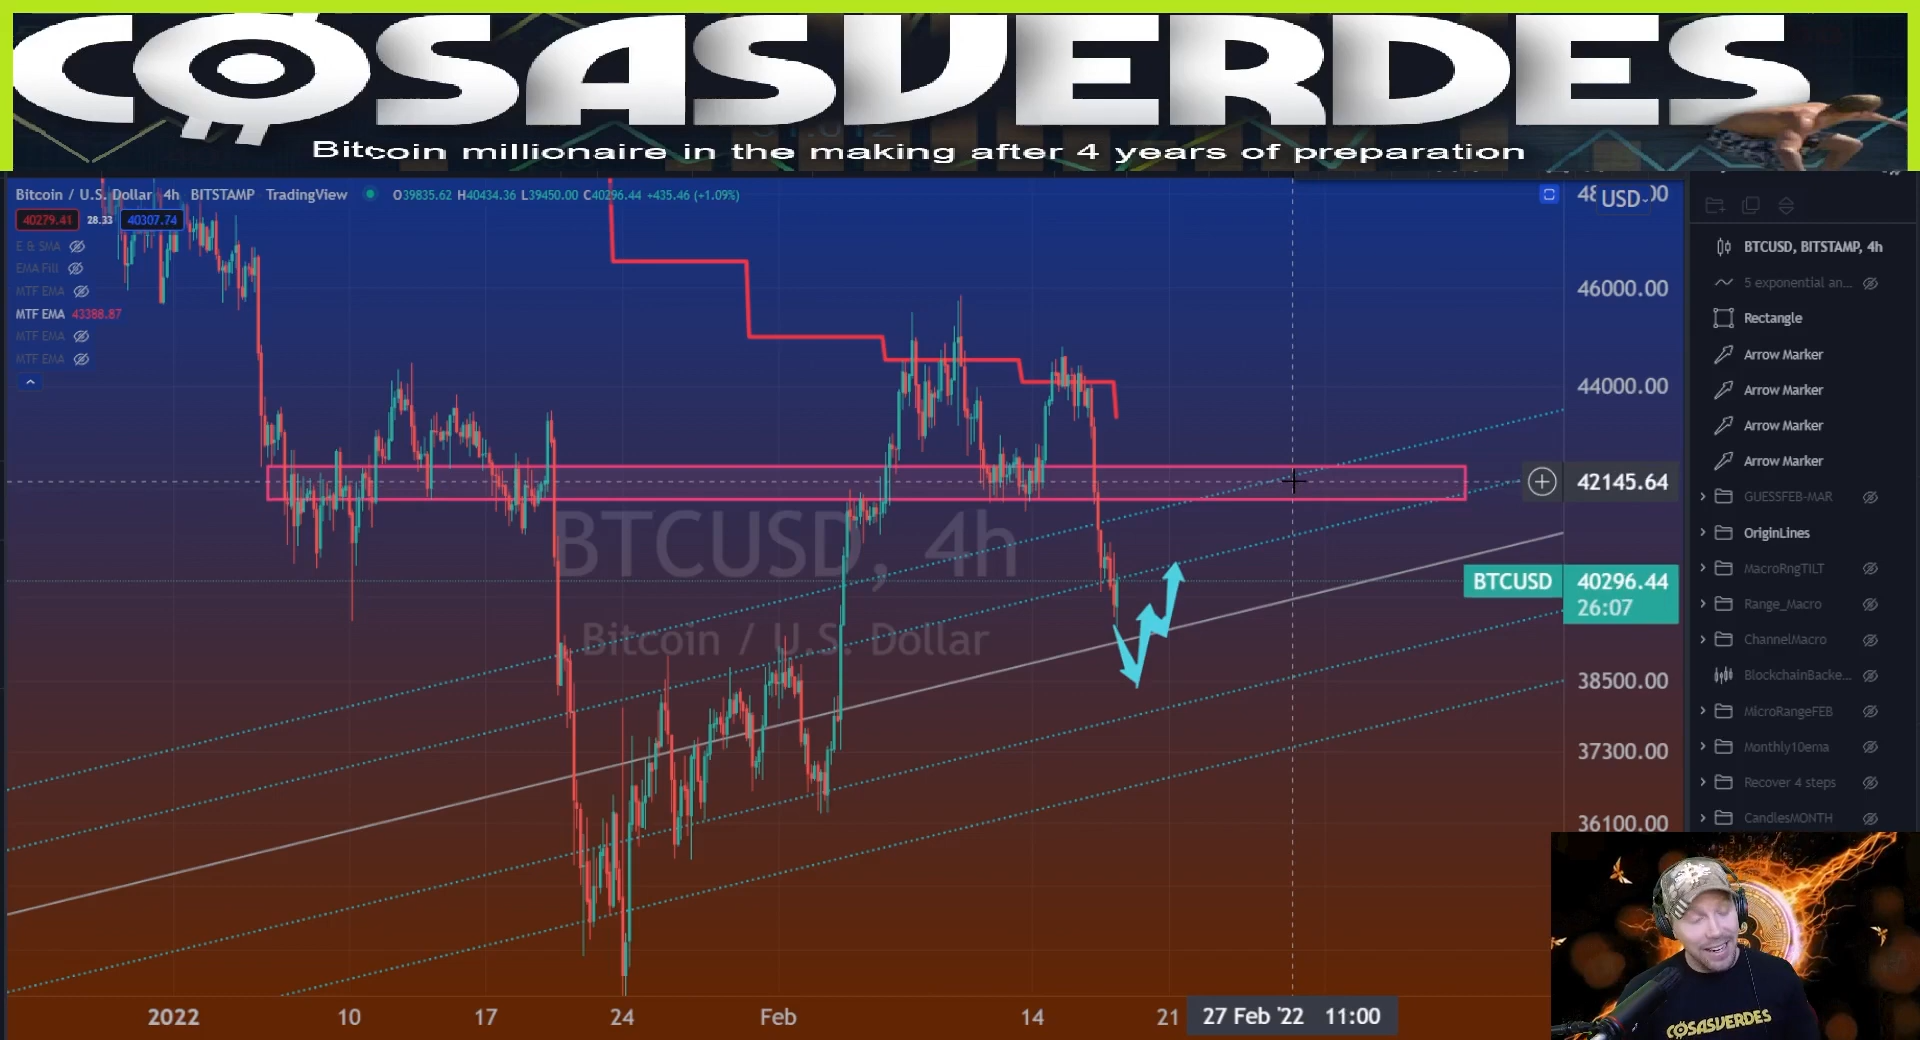 COSASVERDES
Bitcoin millionaire in the making after 4 years of preparation
Bitcoin / U.S. Dollar 4h BITSTAMP TradingView O39835.62 H40434.36 L39450.00 C40296.44 +435.46 (+1.09%)
40279.41 28.33 40307.74
E & SMA
EMA Fill
MTF EMA
MTF EMA 43388.87
MTF EMA
MTF EMA
USD
46000.00
44000.00
42145.64
BTCUSD 40296.44
26:07
38500.00
37300.00
36100.00
BTCUSD, 4h
Bitcoin / U.S. Dollar
2022 10 17 24 Feb 14 21 27 Feb '22 11:00
BTCUSD, BITSTAMP, 4h
5 exponential an...
Rectangle
Arrow Marker
Arrow Marker
Arrow Marker
Arrow Marker
GUESSFEB-MAR
OriginLines
MacroRngTILT
Range_Macro
ChannelMacro
BlockchainBacke...
MicroRangeFEB
Monthly10ema
Recover 4 steps
CandlesMONTH
COSASVERDES